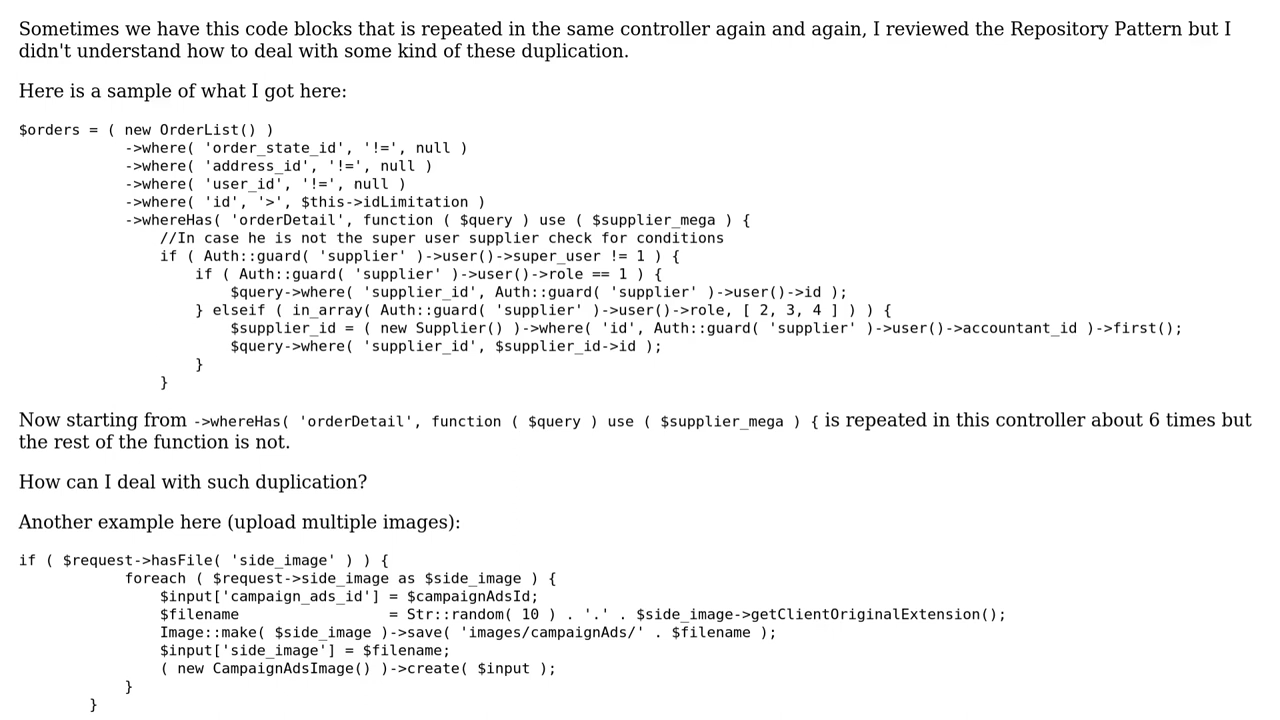 Sometimes we have this code blocks that is repeated in the same controller again and again, I reviewed the Repository Pattern but I
didn't understand how to deal with some kind of these duplication.
Here is a sample of what I got here:
$orders = ( new OrderList() )
            ->where( 'order_state_id', '!=', null )
            ->where( 'address_id', '!=', null )
            ->where( 'user_id', '!=', null )
            ->where( 'id', '>', $this->idLimitation )
            ->whereHas( 'orderDetail', function ( $query ) use ( $supplier_mega ) {
                //In case he is not the super user supplier check for conditions
                if ( Auth::guard( 'supplier' )->user()->super_user != 1 ) {
                    if ( Auth::guard( 'supplier' )->user()->role == 1 ) {
                        $query->where( 'supplier_id', Auth::guard( 'supplier' )->user()->id );
                    } elseif ( in_array( Auth::guard( 'supplier' )->user()->role, [ 2, 3, 4 ] ) ) {
                        $supplier_id = ( new Supplier() )->where( 'id', Auth::guard( 'supplier' )->user()->accountant_id )->first();
                        $query->where( 'supplier_id', $supplier_id->id );
                    }
                }
Now starting from ->whereHas( 'orderDetail', function ( $query ) use ( $supplier_mega ) { is repeated in this controller about 6 times but
the rest of the function is not.
How can I deal with such duplication?
Another example here (upload multiple images):
if ( $request->hasFile( 'side_image' ) ) {
            foreach ( $request->side_image as $side_image ) {
                $input['campaign_ads_id'] = $campaignAdsId;
                $filename                 = Str::random( 10 ) . '.' . $side_image->getClientOriginalExtension();
                Image::make( $side_image )->save( 'images/campaignAds/' . $filename );
                $input['side_image'] = $filename;
                ( new CampaignAdsImage() )->create( $input );
            }
        }